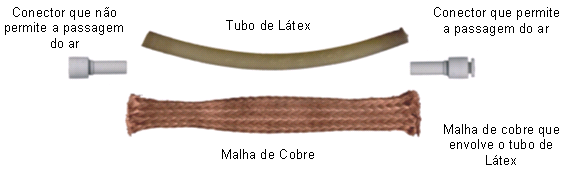 Conector que não
permite a passagem
do ar
Tubo de Látex
Conector que permite
a passagem do ar
Malha de Cobre
Malha de cobre que
envolve o tubo de
Látex